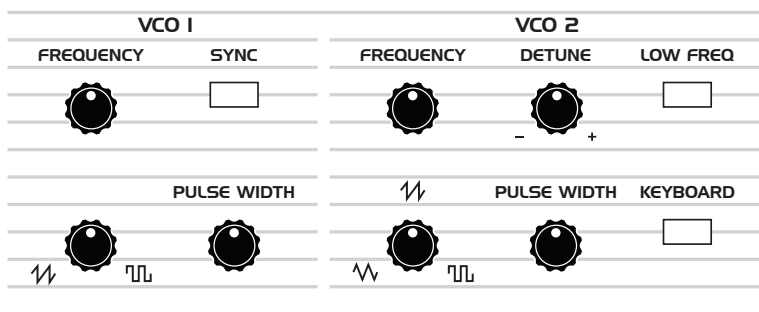 VCO 1 VCO 2
FREQUENCY SYNC FREQUENCY DETUNE LOW FREQ
- +
PULSE WIDTH PULSE WIDTH KEYBOARD